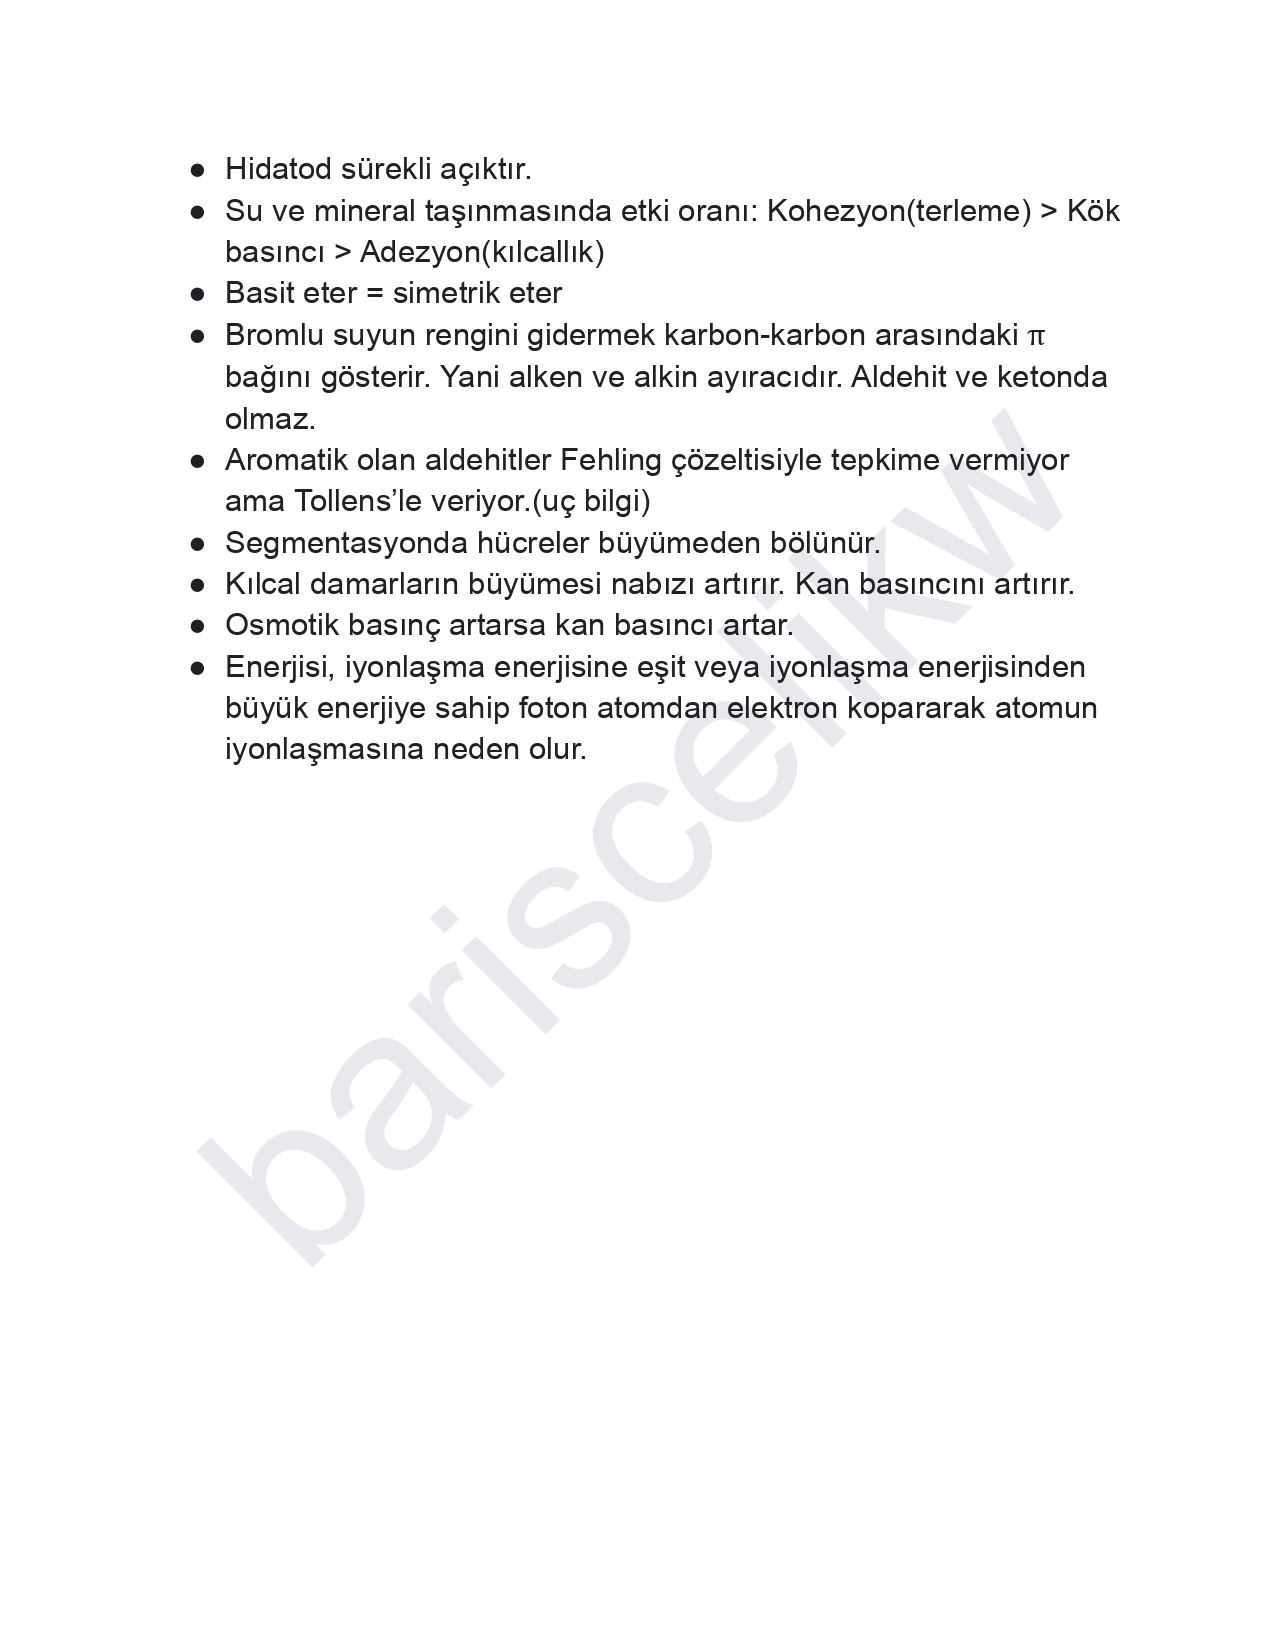 ● Hidatod sürekli açıktır.
● Su ve mineral taşınmasında etki oranı: Kohezyon(terleme) > Kök
basıncı > Adezyon(kılcallık)
● Basit eter = simetrik eter
● Bromlu suyun rengini gidermek karbon-karbon arasındaki π
bağını gösterir. Yani alken ve alkin ayıracıdır. Aldehit ve ketonda
olmaz.
● Aromatik olan aldehitler Fehling çözeltisiyle tepkime vermiyor
ama Tollens’le veriyor.(uç bilgi)
● Segmentasyonda hücreler büyümeden bölünür.
● Kılcal damarların büyümesi nabızı artırır. Kan basıncını artırır.
● Osmotik basınç artarsa kan basıncı artar.
● Enerjisi, iyonlaşma enerjisine eşit veya iyonlaşma enerjisinden
büyük enerjiye sahip foton atomdan elektron kopararak atomun
iyonlaşmasına neden olur.
bariscelikw